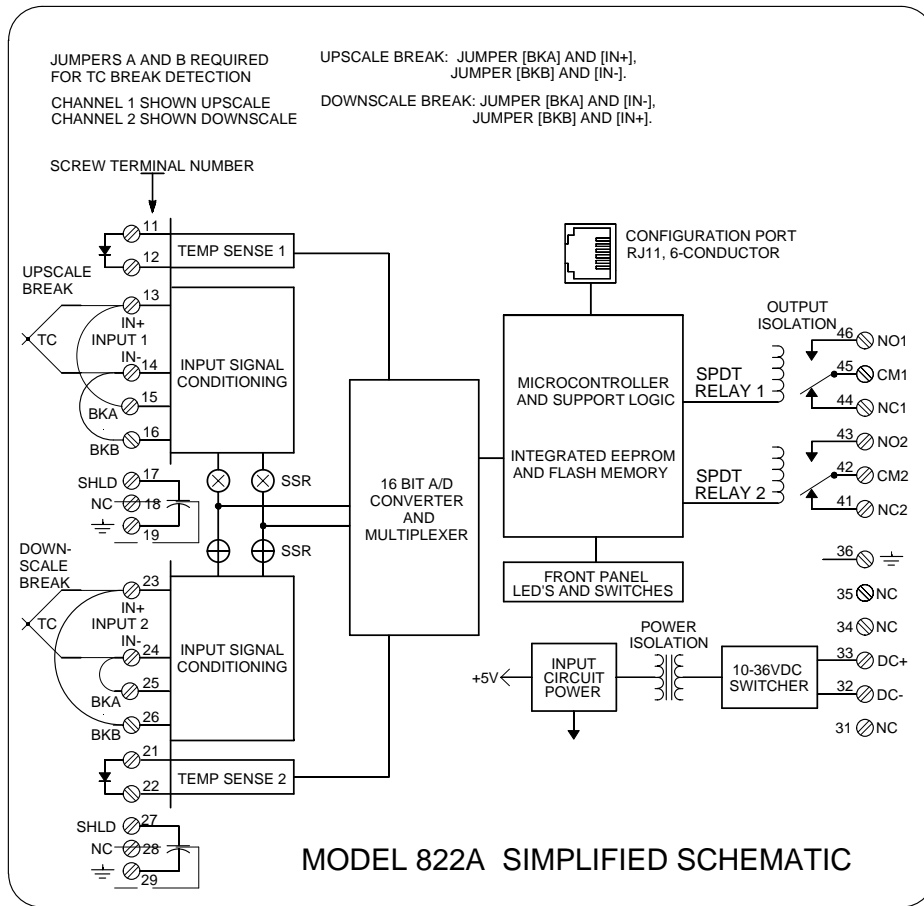 JUMPERS A AND B REQUIRED
FOR TC BREAK DETECTION
CHANNEL 1 SHOWN UPSCALE
CHANNEL 2 SHOWN DOWNSCALE
UPSCALE BREAK: JUMPER [BKA] AND [IN+],
JUMPER [BKB] AND [IN-].
DOWNSCALE BREAK: JUMPER [BKA] AND [IN-],
JUMPER [BKB] AND [IN+].
SCREW TERMINAL NUMBER
11
12
TEMP SENSE 1
UPSCALE
BREAK
13
IN+
TC
INPUT 1
IN-
14
15
BKA
16
BKB
INPUT SIGNAL
CONDITIONING
SSR
SHLD
17
NC
18
19
SSR
DOWN-
SCALE
BREAK
23
IN+
TC
INPUT 2
IN-
24
25
BKA
26
BKB
INPUT SIGNAL
CONDITIONING
21
22
TEMP SENSE 2
SHLD
27
NC
28
29
16 BIT A/D
CONVERTER
AND
MULTIPLEXER
CONFIGURATION PORT
RJ11, 6-CONDUCTOR
MICROCONTROLLER
AND SUPPORT LOGIC
INTEGRATED EEPROM
AND FLASH MEMORY
FRONT PANEL
LED'S AND SWITCHES
SPDT
RELAY 1
SPDT
RELAY 2
OUTPUT
ISOLATION
46
NO1
45
CM1
44
NC1
43
NO2
42
CM2
41
NC2
36
35
NC
34
NC
33
DC+
32
DC-
31
NC
POWER
ISOLATION
+5V
INPUT
CIRCUIT
POWER
10-36VDC
SWITCHER
MODEL 822A SIMPLIFIED SCHEMATIC